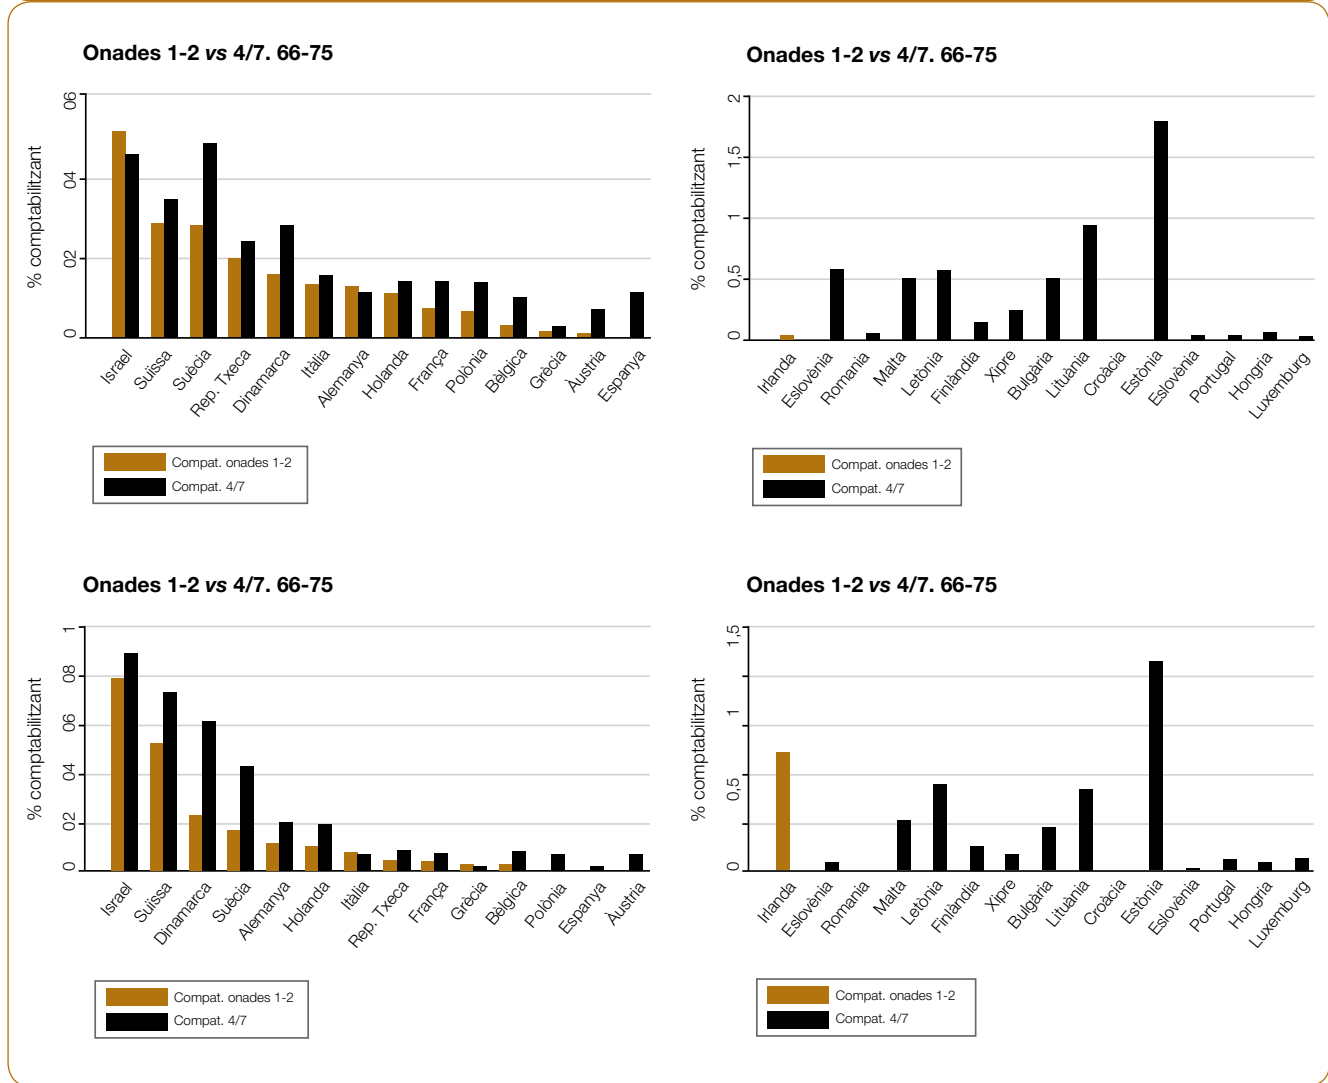 Onades 1-2 vs 4/7. 66-75
% comptabilitzant
06
04
02
0
Israel
Suïssa
Suècia
Rep. Txeca
Dinamarca
Itàlia
Alemanya
Holanda
França
Polònia
Bèlgica
Grècia
Àustria
Espanya
Compat. onades 1-2
Compat. 4/7
Onades 1-2 vs 4/7. 66-75
% comptabilitzant
2
1,5
1
0,5
0
Irlanda
Eslovènia
Romania
Malta
Letònia
Finlàndia
Xipre
Bulgària
Lituània
Croàcia
Estònia
Eslovènia
Portugal
Hongria
Luxemburg
Compat. onades 1-2
Compat. 4/7
Onades 1-2 vs 4/7. 66-75
% comptabilitzant
1
08
06
04
02
0
Israel
Suïssa
Dinamarca
Suècia
Alemanya
Holanda
Itàlia
Rep. Txeca
França
Grècia
Bèlgica
Polònia
Espanya
Àustria
Compat. onades 1-2
Compat. 4/7
Onades 1-2 vs 4/7. 66-75
% comptabilitzant
1,5
1
0,5
0
Irlanda
Eslovènia
Romania
Malta
Letònia
Finlàndia
Xipre
Bulgària
Lituània
Croàcia
Estònia
Eslovènia
Portugal
Hongria
Luxemburg
Compat. onades 1-2
Compat. 4/7